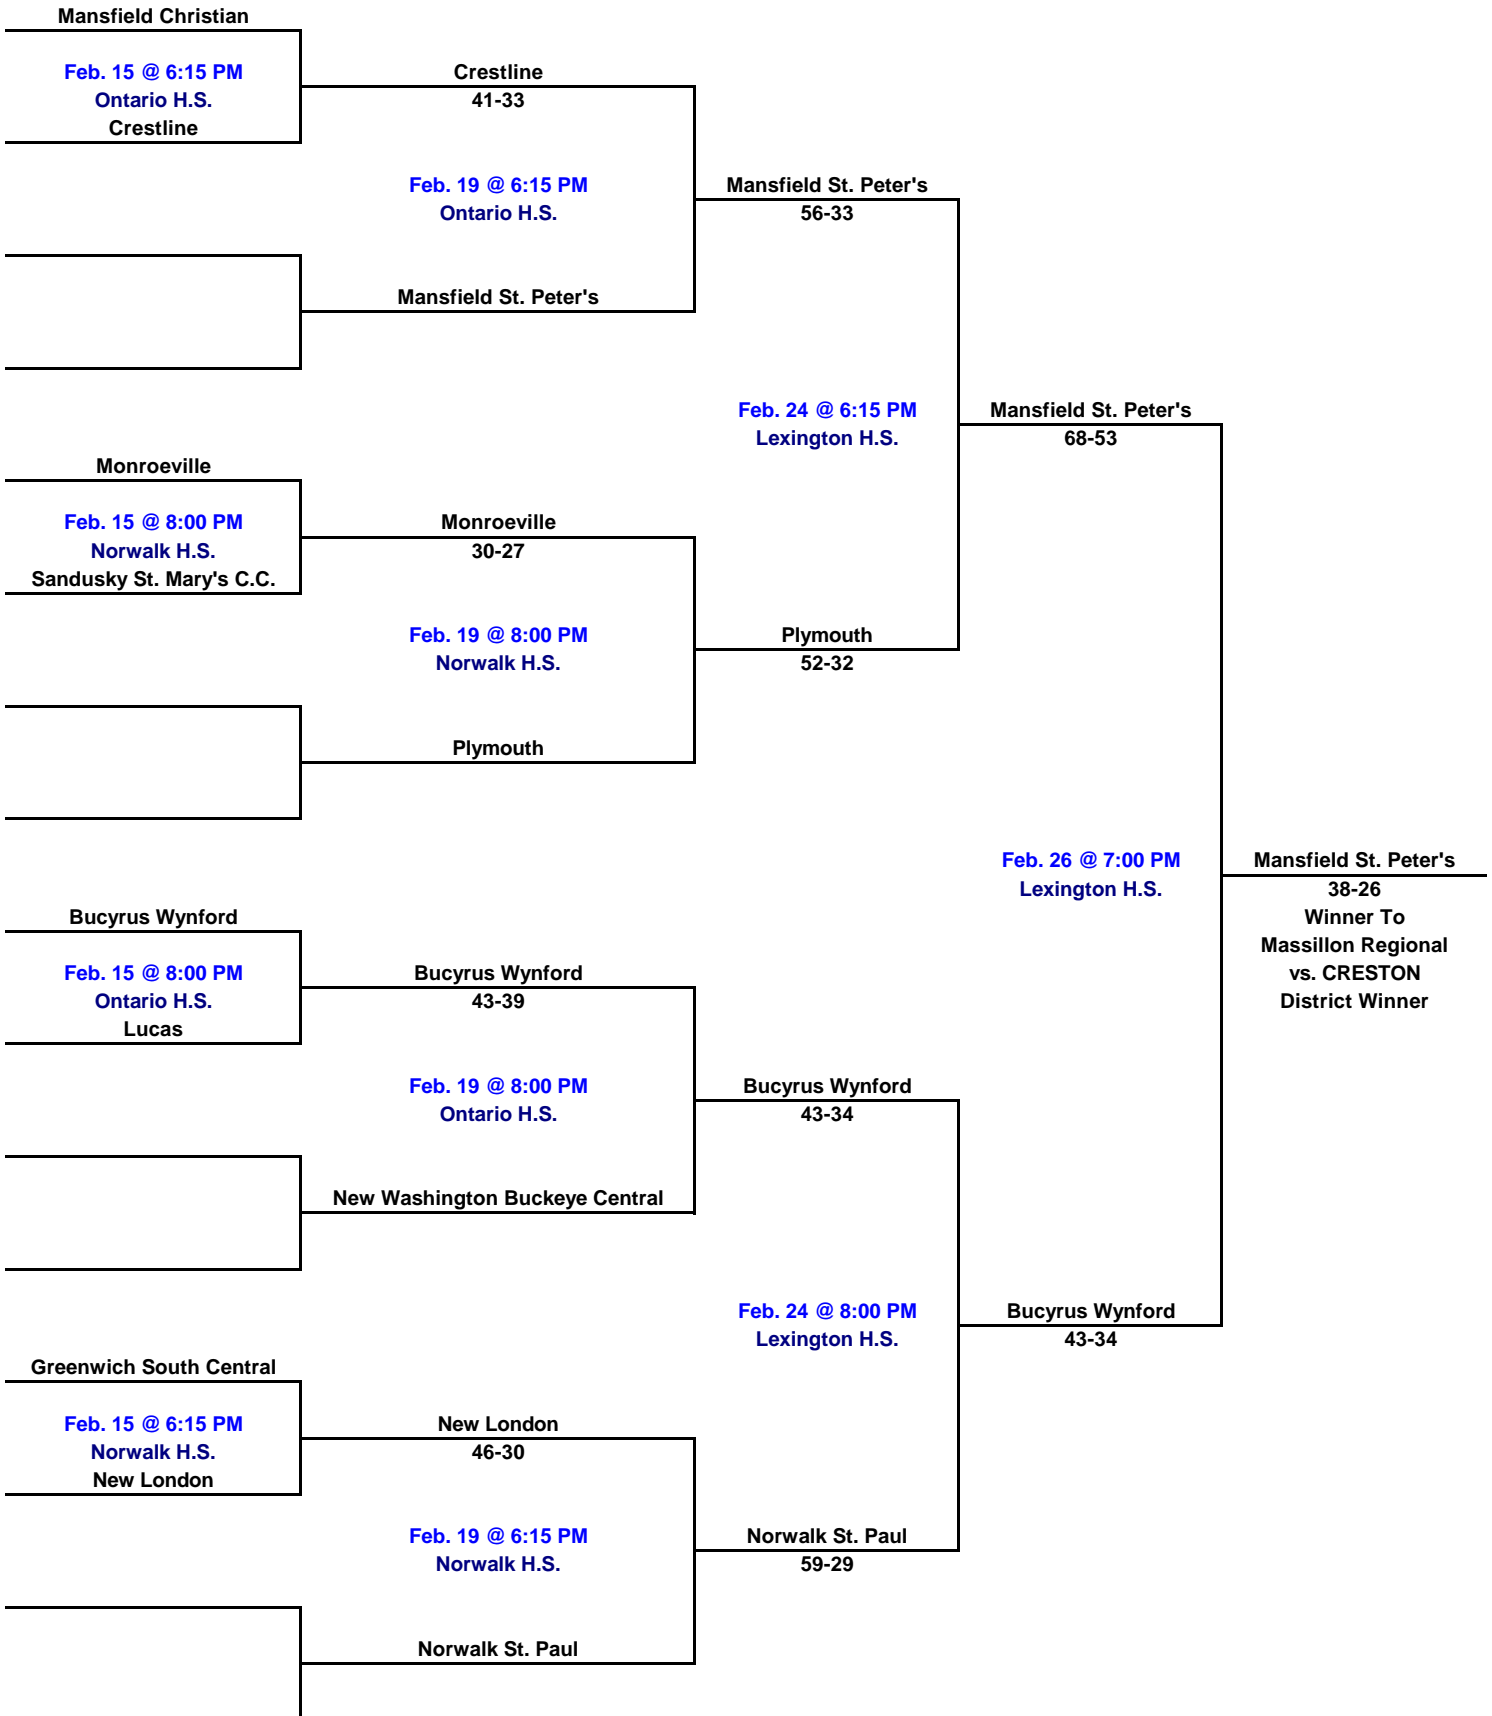 Mansfield Christian
Feb. 15 @ 6:15 PM
Ontario H.S.
Crestline
Crestline
41-33
Feb. 19 @ 6:15 PM
Ontario H.S.
Mansfield St. Peter's
Mansfield St. Peter's
56-33
Monroeville
Feb. 15 @ 8:00 PM
Norwalk H.S.
Sandusky St. Mary's C.C.
Monroeville
30-27
Feb. 19 @ 8:00 PM
Norwalk H.S.
Plymouth
Plymouth
52-32
Feb. 24 @ 6:15 PM
Lexington H.S.
Mansfield St. Peter's
68-53
Bucyrus Wynford
Feb. 15 @ 8:00 PM
Ontario H.S.
Lucas
Bucyrus Wynford
43-39
Feb. 19 @ 8:00 PM
Ontario H.S.
New Washington Buckeye Central
Bucyrus Wynford
43-34
Greenwich South Central
Feb. 15 @ 6:15 PM
Norwalk H.S.
New London
New London
46-30
Feb. 19 @ 6:15 PM
Norwalk H.S.
Norwalk St. Paul
Norwalk St. Paul
59-29
Feb. 24 @ 8:00 PM
Lexington H.S.
Bucyrus Wynford
43-34
Feb. 26 @ 7:00 PM
Lexington H.S.
Mansfield St. Peter's
38-26
Winner To
Massillon Regional
vs. CRESTON
District Winner